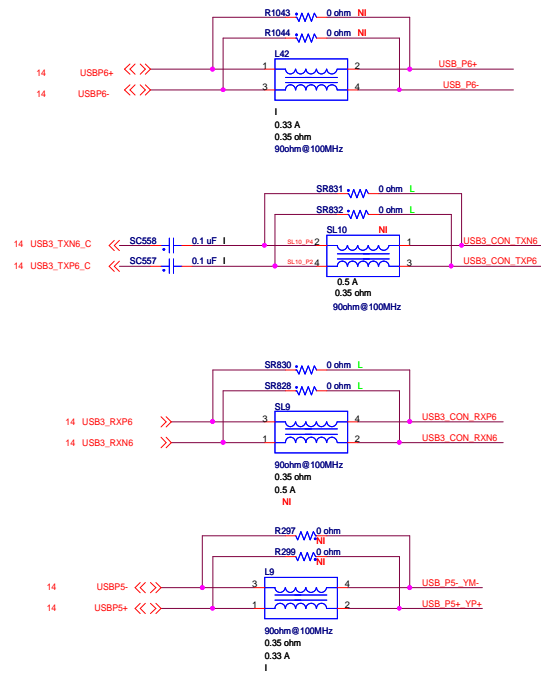 R1043 0 ohm NI
R1044 0 ohm NI
L42
14 USBP6+ 1 2 USB_P6+
14 USBP6- 3 4 USB_P6-
I
0.33 A
0.35 ohm
90ohm@100MHz
SR831 0 ohm L
SR832 0 ohm L
SL10 NI
14 USB3_TXN6_C SC558 0.1 uF I SL10_P4 2 1 USB3_CON_TXN6
14 USB3_TXP6_C SC557 0.1 uF I SL10_P2 4 3 USB3_CON_TXP6
0.5 A
0.35 ohm
90ohm@100MHz
SR830 0 ohm L
SR828 0 ohm L
SL9
14 USB3_RXP6 3 4 USB3_CON_RXP6
14 USB3_RXN6 1 2 USB3_CON_RXN6
90ohm@100MHz
0.35 ohm
0.5 A
NI
R297 0 ohm
NI
R299 0 ohm
NI
L9
14 USBP5- 3 4 USB_P5-_YM-
14 USBP5+ 1 2 USB_P5+_YP+
90ohm@100MHz
0.35 ohm
0.33 A
I